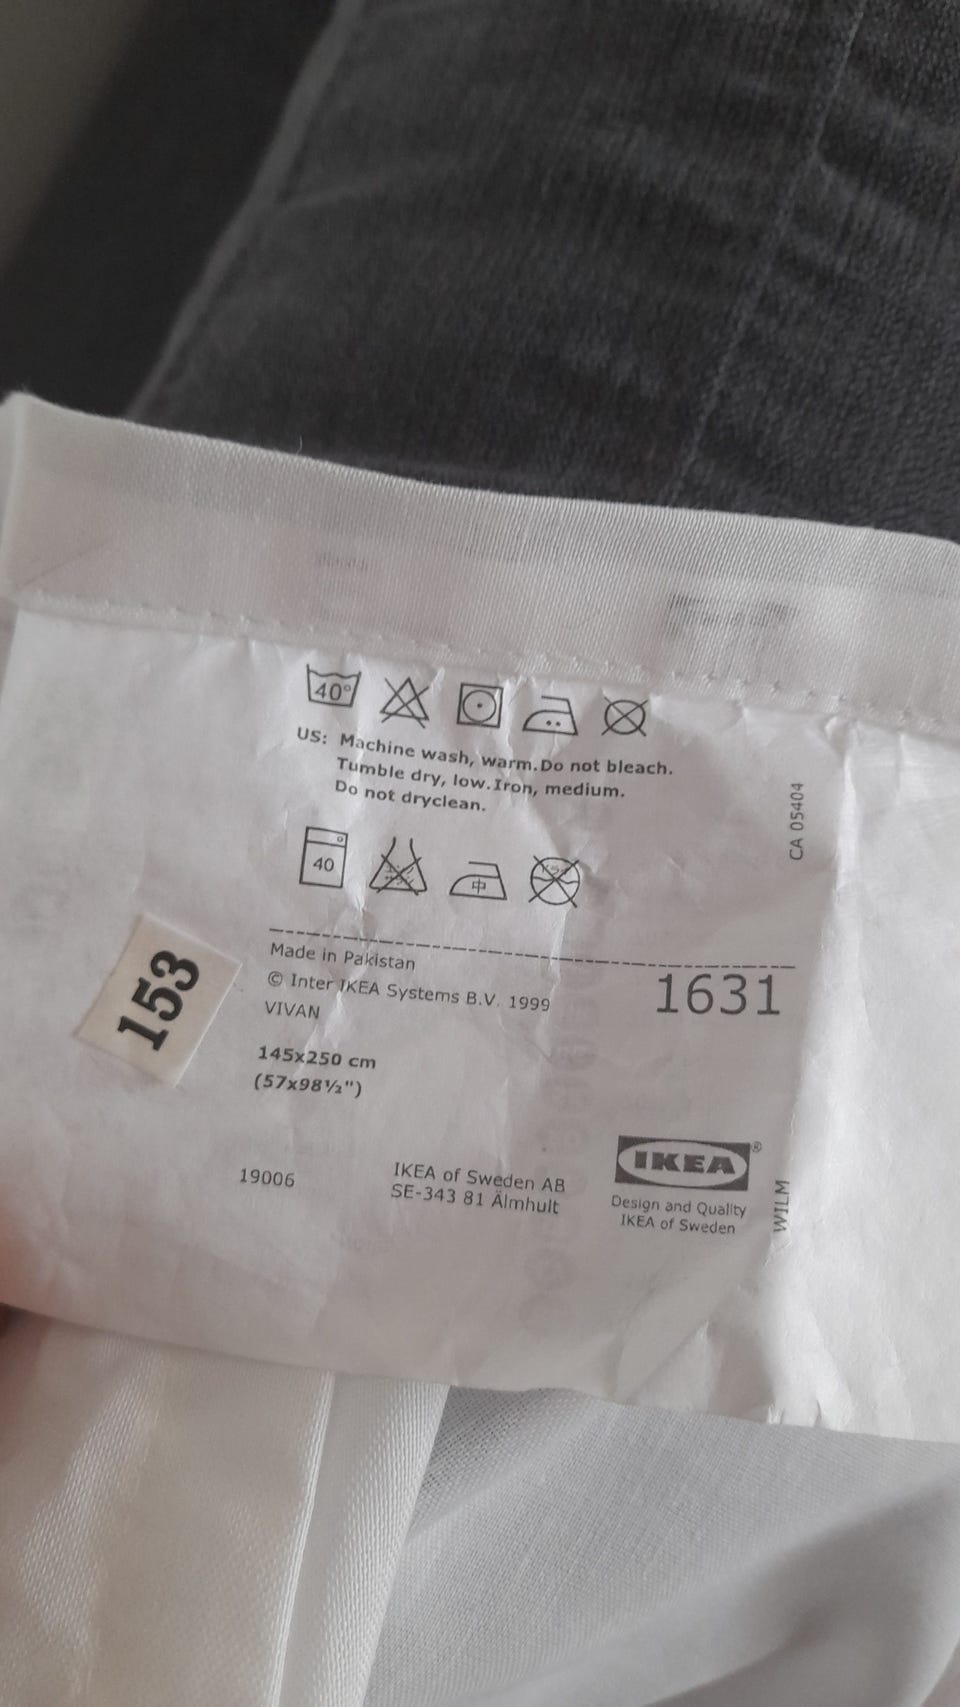 40°
US: Machine wash, warm.Do not bleach.
Tumble dry, low.Iron, medium.
Do not dryclean.
CA 05404
40
中
153
Made in Pakistan
© Inter IKEA Systems B.V. 1999
1631
VIVAN
145x250 cm
(57x98½")
19006
IKEA of Sweden AB
SE-343 81 Älmhult
IKEA®
Design and Quality
IKEA of Sweden
WILM